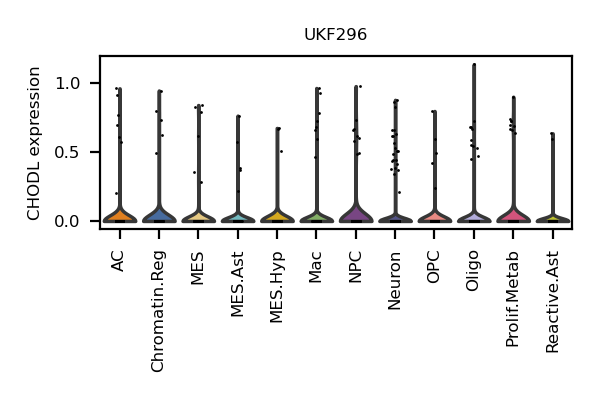 UKF296
CHODL expression
1.0
0.5
0.0
AC
Chromatin.Reg
MES
MES.Ast
MES.Hyp
Mac
NPC
Neuron
OPC
Oligo
Prolif.Metab
Reactive.Ast